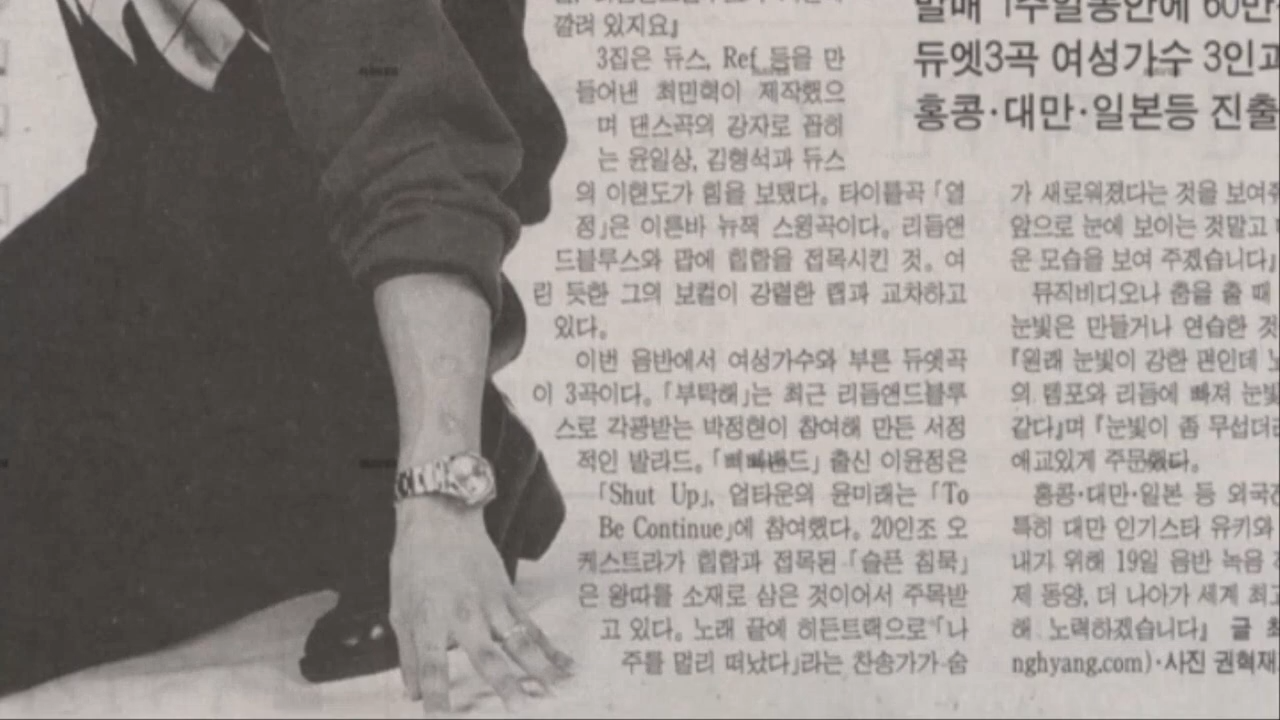 깔려 있지요』
3집은 듀스, Ref 등을 만
들어낸 최민혁이 제작했으
며 댄스곡의 강자로 꼽히
는 윤일상, 김형석과 듀스
의 이현도가 힘을 보탰다. 타이틀곡 「열
정」은 이른바 뉴잭 스윙곡이다. 리듬앤
드블루스와 팝에 힙합을 접목시킨 것. 여
린 듯한 그의 보컬이 강렬한 랩과 교차하고
있다.
이번 음반에서 여성가수와 부른 듀엣곡
이 3곡이다. 「부탁해」는 최근 리듬앤드블루
스로 각광받는 박정현이 참여해 만든 서정
적인 발라드. 「삐삐밴드」 출신 이윤정은
「Shut Up」, 업타운의 윤미래는 「To
Be Continue」에 참여했다. 20인조 오
케스트라가 힙합과 접목된 「슬픈 침묵」
은 왕따를 소재로 삼은 것이어서 주목받
고 있다. 노래 끝에 히든트랙으로 「나
주를 멀리 떠났다」라는 찬송가가 숨
발매 1주일동안에 60만
듀엣3곡 여성가수 3인과
홍콩·대만·일본등 진출
가 새로워졌다는 것을 보여주
앞으로 눈에 보이는 것말고
운 모습을 보여 주겠습니다』
뮤직비디오나 춤을 출 때
눈빛은 만들거나 연습한 것
『원래 눈빛이 강한 편인데 노
의 템포와 리듬에 빠져 눈빛
같다』며 『눈빛이 좀 무섭더라
애교있게 주문했다.
홍콩·대만·일본 등 외국진
특히 대만 인기스타 유키와
내가 위해 19일 음반 녹음
제 동양, 더 나아가 세계 최고
해 노력하겠습니다』 글 최
nghyang.com)·사진 권혁재